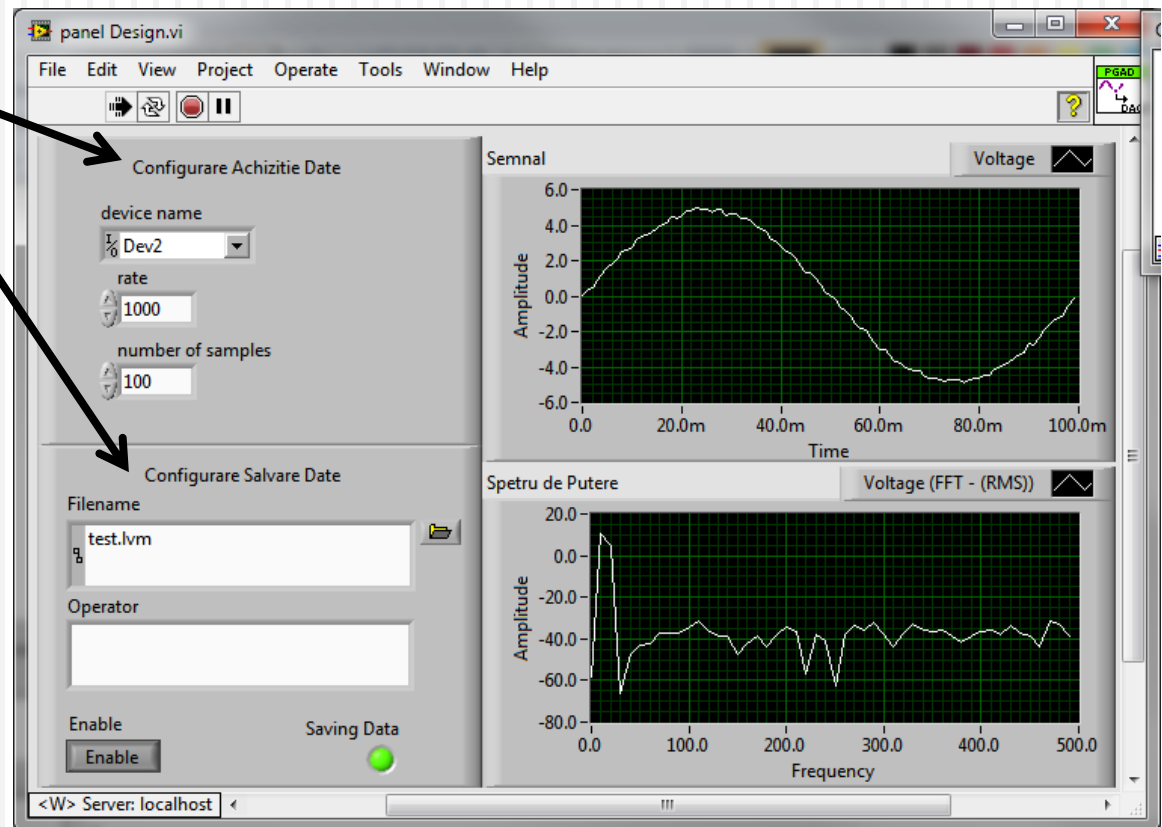 panel Design.vi
File Edit View Project Operate Tools Window Help
PGAD
Configurare Achizitie Date
device name
I/O Dev2
rate
1000
number of samples
100
Configurare Salvare Date
Filename
test.lvm
Operator
Enable
Saving Data
Enable
Semnal
Voltage
6.0
4.0
2.0
0.0
-2.0
-4.0
-6.0
Amplitude
0.0 20.0m 40.0m 60.0m 80.0m 100.0m
Time
Spetru de Putere
Voltage (FFT - (RMS))
20.0
0.0
-20.0
-40.0
-60.0
-80.0
Amplitude
0.0 100.0 200.0 300.0 400.0 500.0
Frequency
<W> Server: localhost